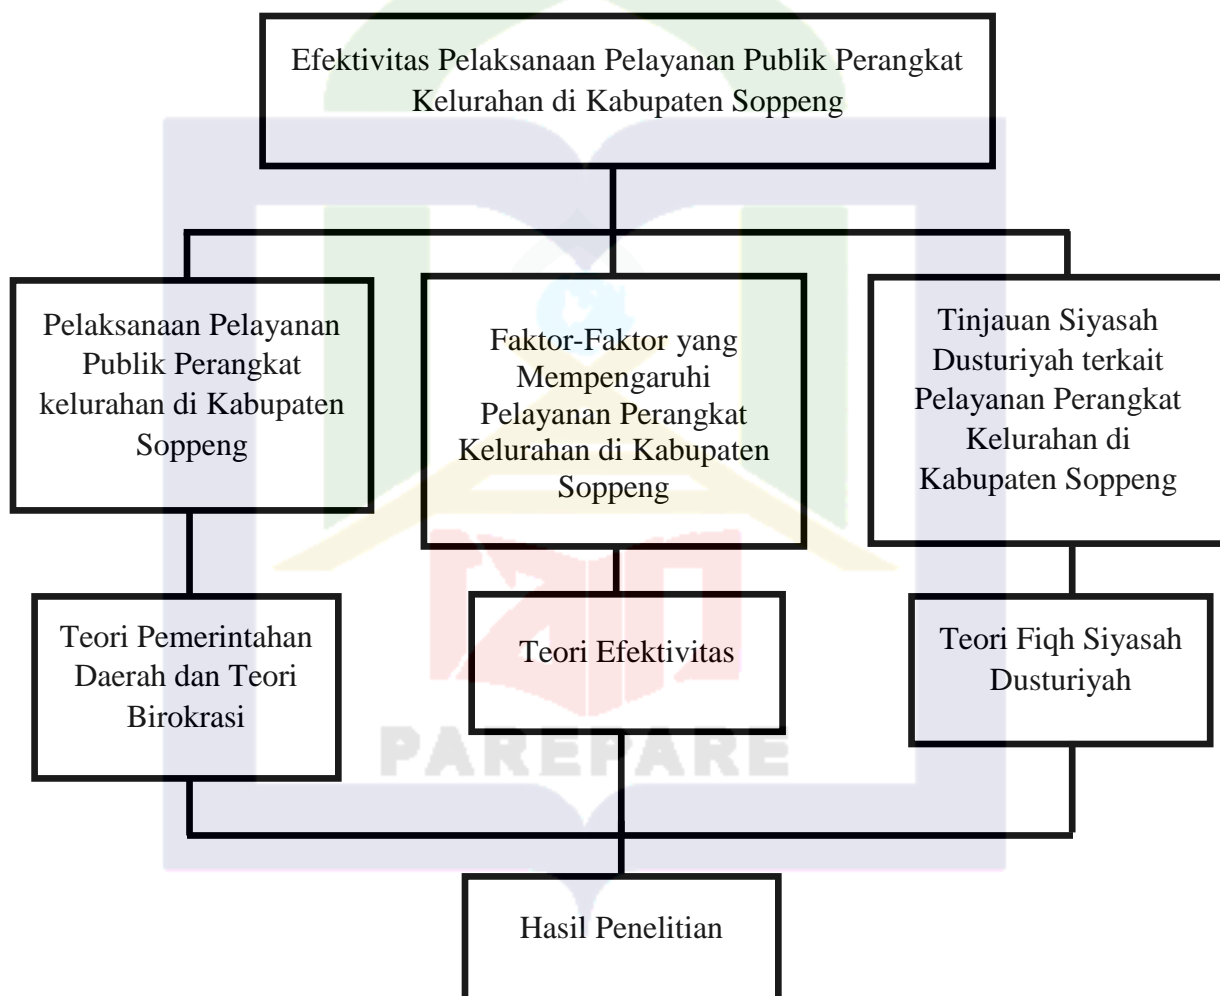 Efektivitas Pelaksanaan Pelayanan Publik Perangkat
Kelurahan di Kabupaten Soppeng
Pelaksanaan Pelayanan
Publik Perangkat
kelurahan di Kabupaten
Soppeng
Faktor-Faktor yang
Mempengaruhi
Pelayanan Perangkat
Kelurahan di Kabupaten
Soppeng
Tinjauan Siyasah
Dusturiyah terkait
Pelayanan Perangkat
Kelurahan di
Kabupaten Soppeng
Teori Pemerintahan
Daerah dan Teori
Birokrasi
Teori Efektivitas
Teori Fiqh Siyasah
Dusturiyah
PAREPARE
Hasil Penelitian